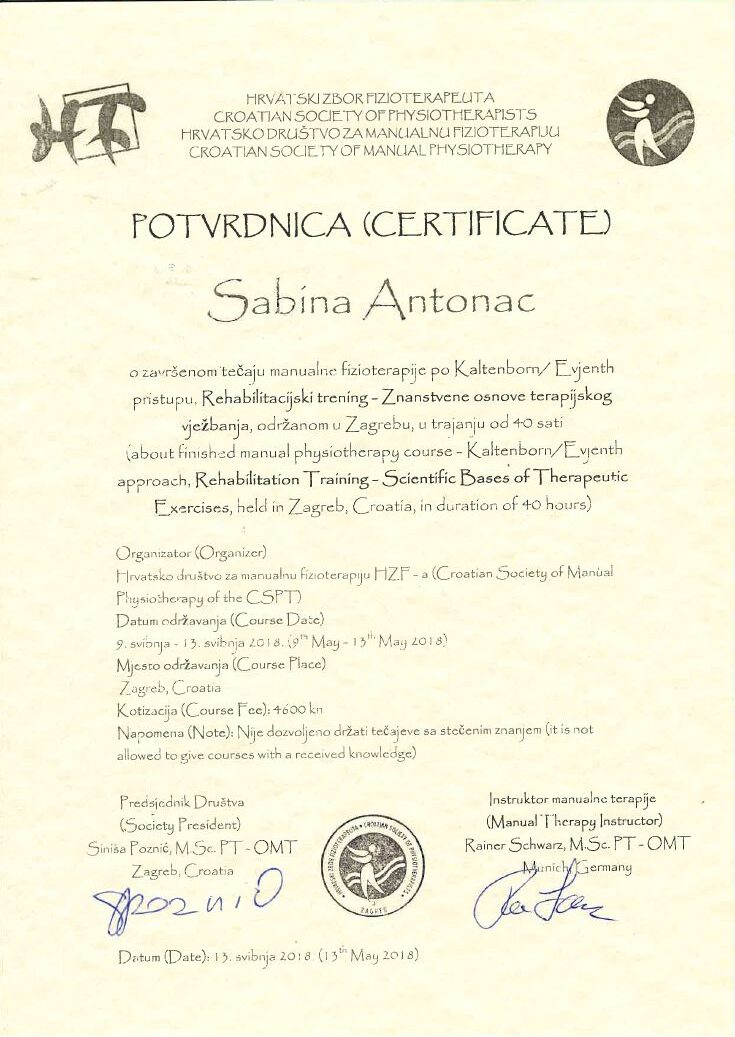 HRVATSKI ZBOR FIZIOTERAPEUTA
CROATIAN SOCIETY OF PHYSIOTHERAPISTS
HRVATSKO DRUŠTVO ZA MANUALNU FIZIOTERAPIJU
CROATIAN SOCIETY OF MANUAL PHYSIOTHERAPY
POTVRDNICA (CERTIFICATE)
Sabina Antonac
o završenom tečaju manualne fizioterapije po Kaltenborn/ Evjenth
pristupu, Rehabilitacijski trening - Znanstvene osnove terapijskog
vježbanja, održanom u Zagrebu, u trajanju od 40 sati
(about finished manual physiotherapy course - Kaltenborn/Evjenth
approach, Rehabilitation Training - Scientific Bases of Therapeutic
Exercises, held in Zagreb, Croatia, in duration of 40 hours)
Organizator (Organizer)
Hrvatsko društvo za manualnu fizioterapiju HZF - a (Croatian Society of Manual
Physiotherapy of the CSPT)
Datum održavanja (Course Date)
9. svibnja - 13. svibnja 2018. (9th May - 13th May 2018)
Mjesto održavanja (Course Place)
Zagreb, Croatia
Kotizacija (Course Fee): 4600 kn
Napomena (Note): Nije dozvoljeno držati tečajeve sa stečenim znanjem (it is not
allowed to give courses with a received knowledge)
Predsjednik Društva
(Society President)
Siniša Poznić, M.Sc. PT - OMT
Zagreb, Croatia
Instruktor manualne terapije
(Manual Therapy Instructor)
Rainer Schwarz, M.Sc. PT - OMT
Munich, Germany
HRVATSKI ZBOR FIZIOTERAPEUTA • CROATIAN SOCIETY OF PHYSIOTHERAPISTS •
ZAGREB
Datum (Date): 13. svibnja 2018. (13th May 2018)